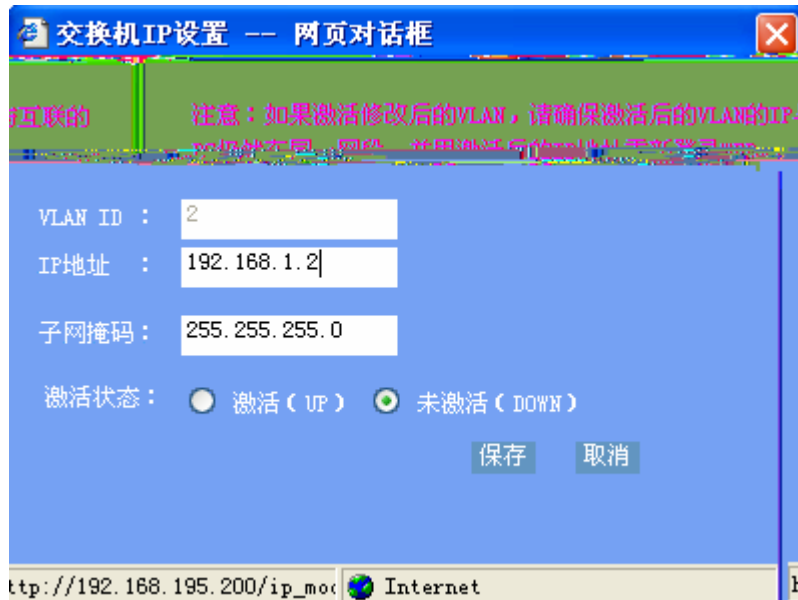 交换机IP设置 -- 网页对话框
互联的
注意：如果激活修改后的VLAN，请确保激活后的VLAN的IP
VLAN ID ： 2
IP地址 ： 192.168.1.2
子网掩码： 255.255.255.0
激活状态： 激活（UP） 未激活（DOWN）
保存 取消
ttp://192.168.195.200/ip_mo Internet